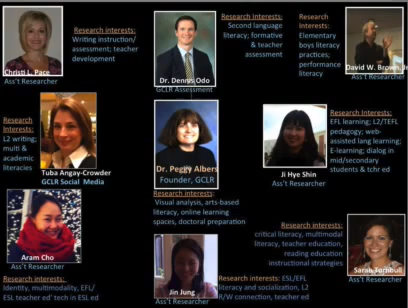 Research interests:
Writing instruction/
assessment; teacher
development
Christi L. Pace
Ass't Researcher
Research Interests:
Second language
literacy; formative
& teacher
assessment
Dr. Dennis Odo
GCLR Assessment
Research
Interests:
Elementary
boys literacy
practices;
performance
literacy
David W. Brown, Jr
Ass't Researcher
Research
Interests:
L2 writing;
multi &
academic
literacies
Tuba Angay-Crowder
GCLR Social Media
Dr. Peggy Albers
Founder, GCLR
Research interests:
Visual analysis, arts-based
literacy, online learning
spaces, doctoral preparation
Ji Hye Shin
Ass't Researcher
Research Interests:
EFL learning; L2/TEFL
pedagogy; web-
assisted lang learning;
E-learning; dialog in
mid/secondary
students & tchr ed
Aram Cho
Ass't Researcher
Research interests:
Identity, multimodality, EFL/
ESL teacher ed' tech in ESL ed
Jin Jung
Ass't Researcher
Research interests: ESL/EFL
literacy and socialization, L2
R/W connection, teacher ed
Research interests:
critical literacy, multimodal
literacy, teacher education,
reading education
instructional strategies
Sarah Turnbull
Ass't Researcher